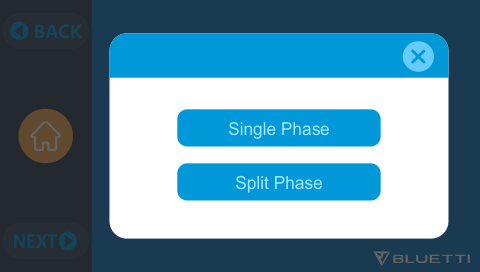 BACK
Single Phase
Split Phase
NEXT
BLUETTI